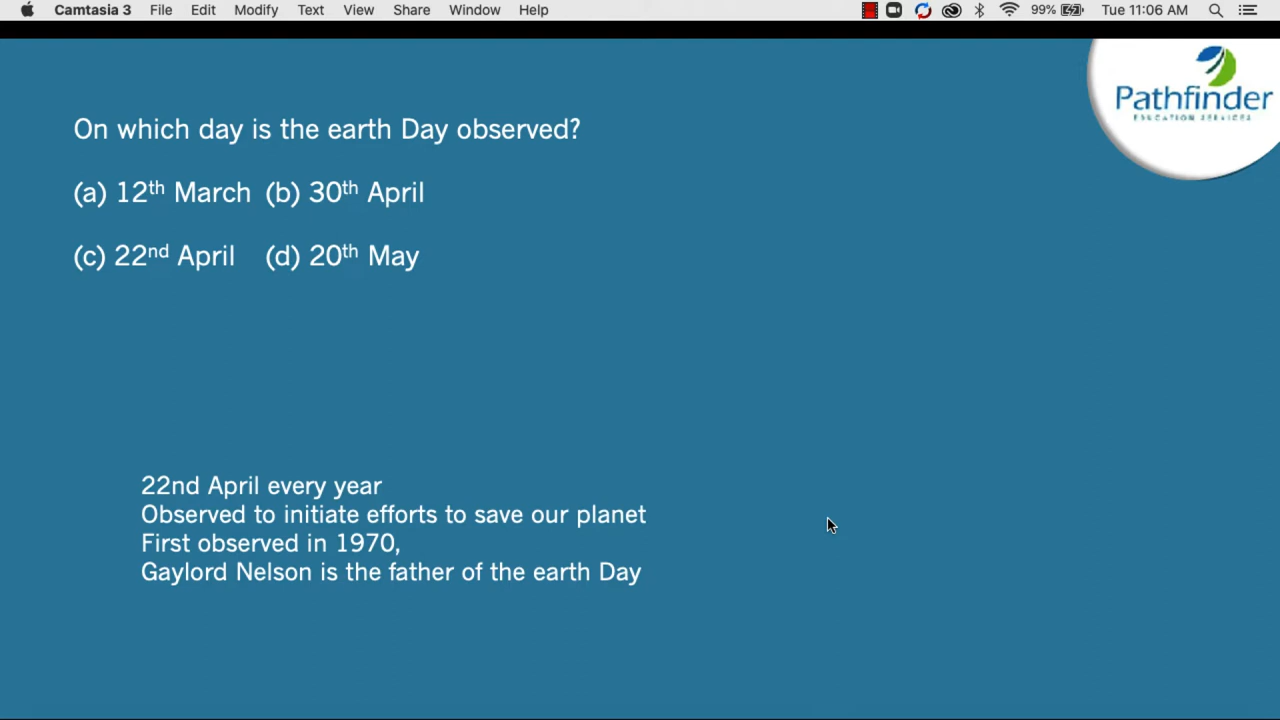 Camtasia 3 File Edit Modify Text View Share Window Help 99% Tue 11:06 AM
Pathfinder
EDUCATION SERVICES
On which day is the earth Day observed?
(a) 12th March (b) 30th April
(c) 22nd April (d) 20th May
22nd April every year
Observed to initiate efforts to save our planet
First observed in 1970,
Gaylord Nelson is the father of the earth Day